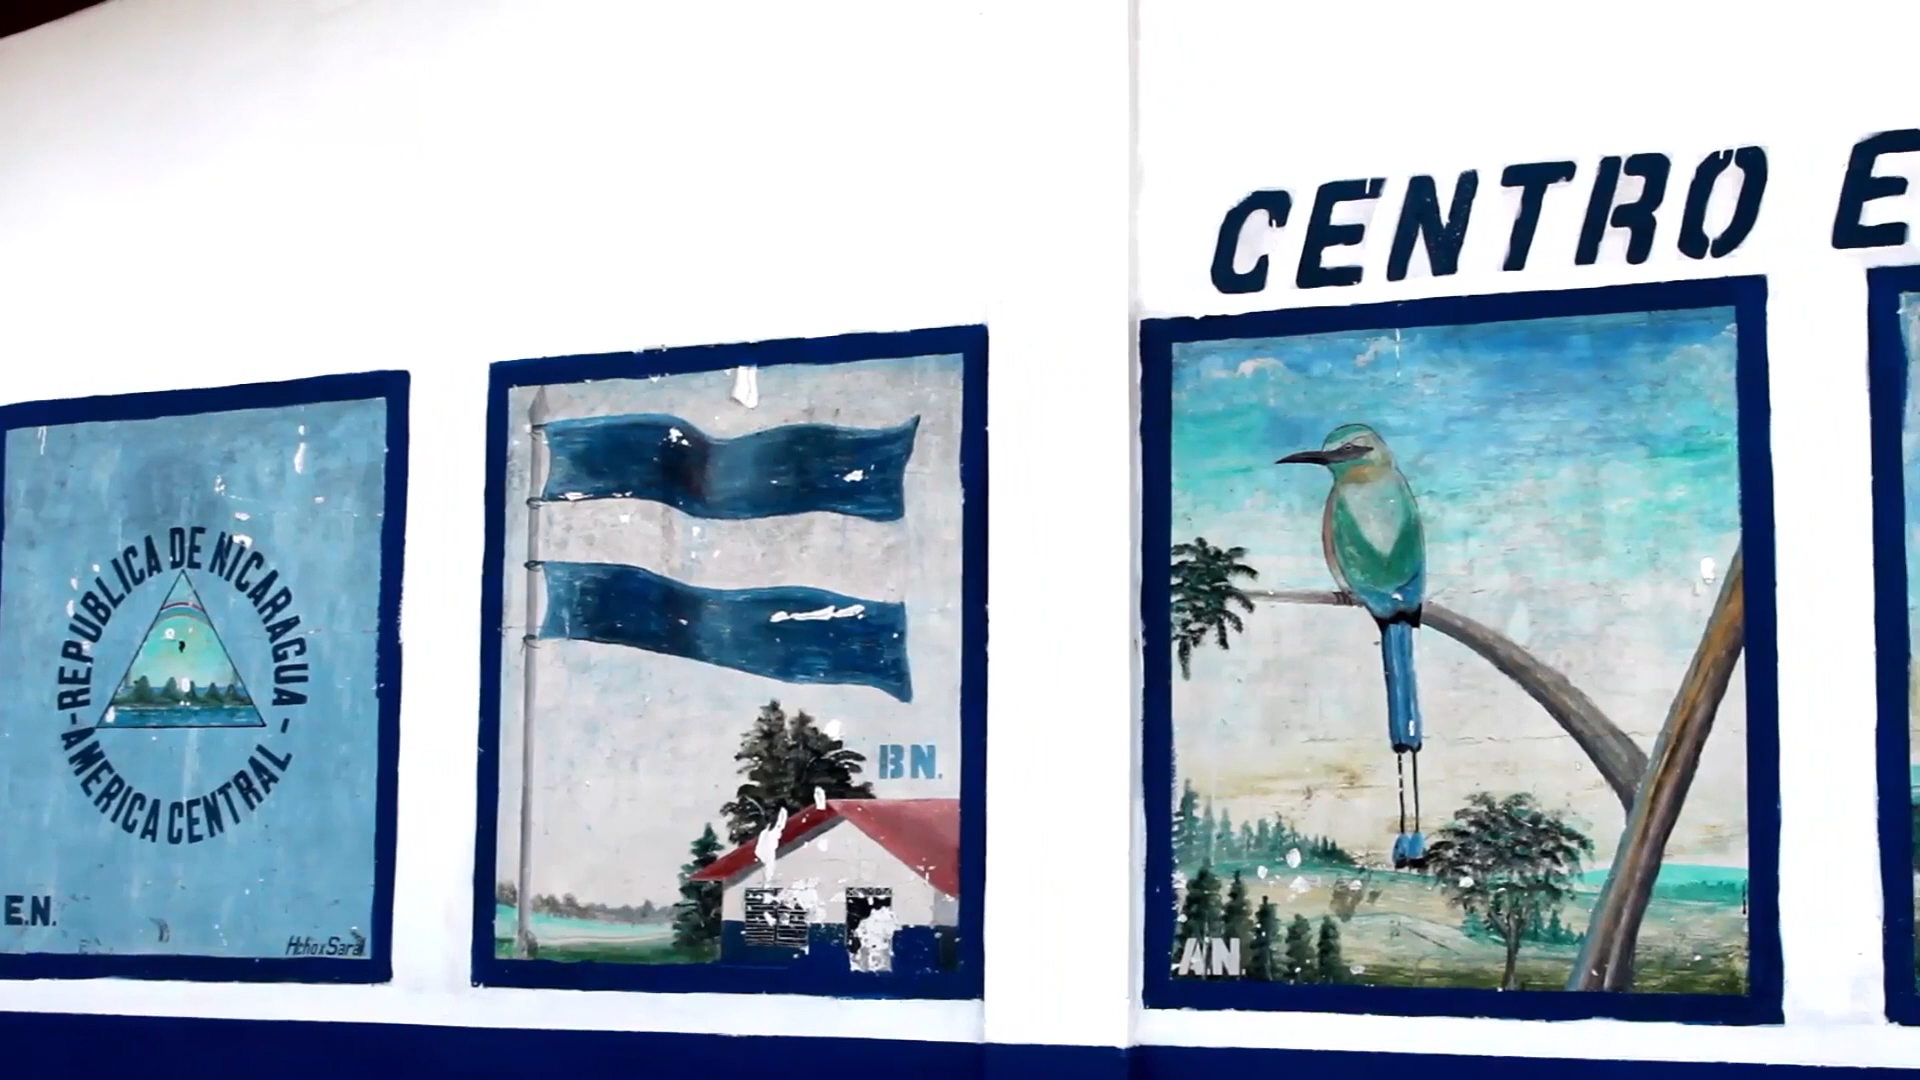 CENTRO E
-REPUBLICA DE NICARAGUA-
AMERICA CENTRAL
E.N.
BN.
A.N.